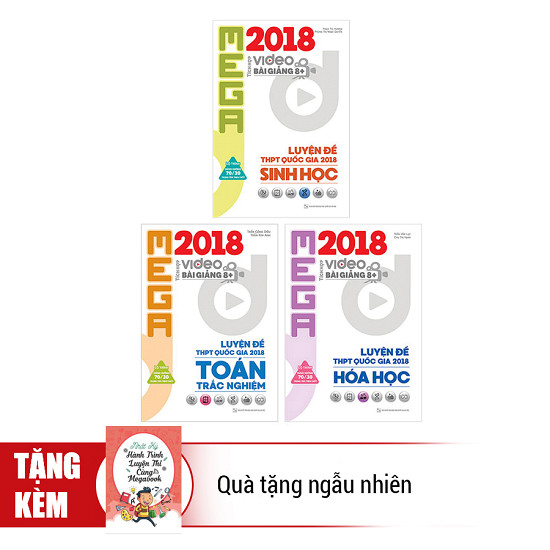 MEGA
2018
Tích hợp
video
BÀI GIẢNG 8+
LUYỆN ĐỀ
THPT QUỐC GIA 2018
SINH HỌC
70/30
MEGA
2018
Tích hợp
video
BÀI GIẢNG 8+
LUYỆN ĐỀ
THPT QUỐC GIA 2018
TOÁN
TRẮC NGHIỆM
70/30
MEGA
2018
Tích hợp
video
BÀI GIẢNG 8+
LUYỆN ĐỀ
THPT QUỐC GIA 2018
HÓA HỌC
70/30
TẶNG
KÈM
Nhật Ký
Hành Trình
Luyện Thi
Cùng
Megabook
Quà tặng ngẫu nhiên